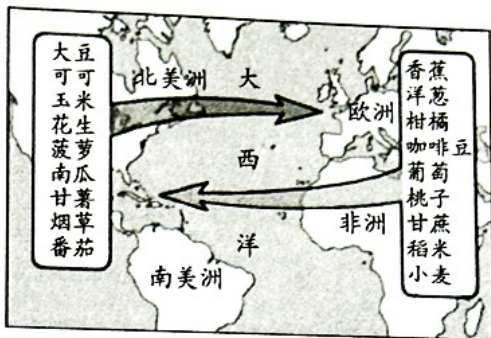 大豆
可可
玉米
花生
菠萝
南瓜
甘薯
烟草
番茄
北美洲
大
西
洋
欧洲
非洲
南美洲
香蕉
洋葱
柑橘
咖啡豆
葡萄
桃子
甘蔗
稻米
小麦